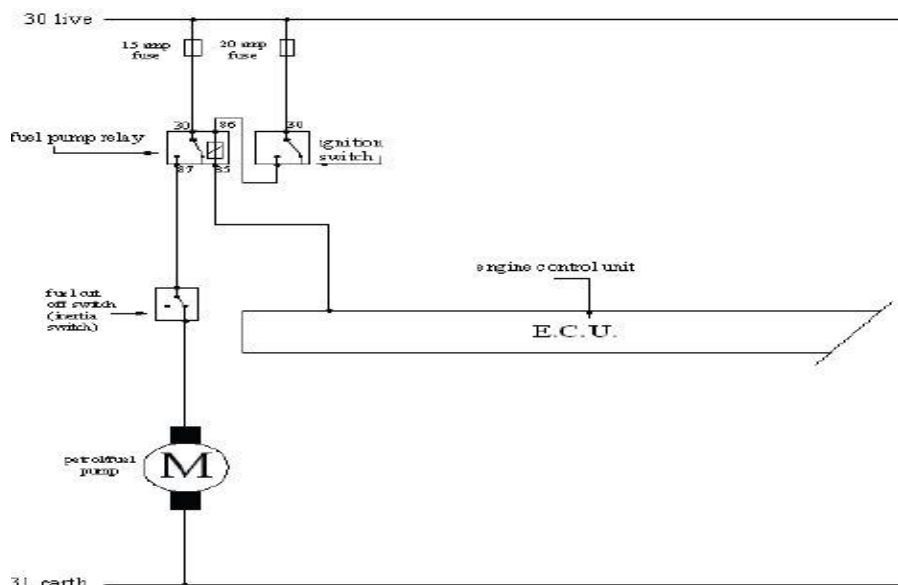 30 live
15 amp
fuse
20 amp
fuse
30
86
30
fuel pump relay
ignition
switch
87
85
engine control unit
fuel cut
off switch
(inertia
switch)
E.C.U.
M
petrol/fuel
pump
31 earth